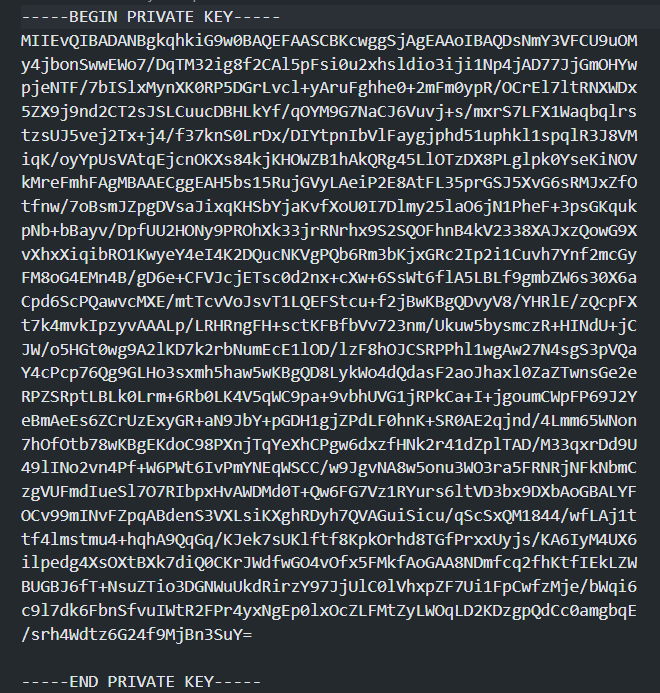 -----BEGIN PRIVATE KEY-----
MIIEvQIBADANBgkqhkiG9w0BAQEFAASCBKcwggSjAgEAAoIBAQDsNmY3VFCU9uOM
y4jbonSwwEWo7/DqTM32ig8f2CAl5pFsi0u2xhsldio3iji1Np4jAD77JjGmOHYw
pjeNTF/7bISlxMynXK0RP5DGrLvcl+yAruFghhe0+2mFm0ypR/OCrEl7ltRNXWDx
5ZX9j9nd2CT2sJSLCuucDBHLkYf/qOYM9G7NaCJ6Vuvj+s/mxrS7LFX1Waqbqlrs
tzsUJ5vej2Tx+j4/f37knS0LrDx/DIYtpnIbVlFaygjphd51uphkl1spqlR3J8VM
iqK/oyYpUsVAtqEjcnOKXs84kjKHOWZB1hAkQRg45LlOTzDX8PLglpk0YseKiNOV
kMreFmhFAgMBAAECggEAH5bs15RujGVyLAeiP2E8AtFL35prGSJ5XvG6sRMJxZfO
tfnw/7oBsmJZpgDVsaJixqKHSbYjaKvfXoU0I7Dlmy25laO6jN1PheF+3psGKquk
pNb+bBayv/DpfUU2HONy9PROhXk33jrRNrhx9S2SQOFhnB4kV2338XAJxzQowG9X
vXhxXiqibRO1KwyeY4eI4K2DQucNKVgPQb6Rm3bKjxGRc2Ip2i1Cuvh7Ynf2mcGy
FM8oG4EMn4B/gD6e+CFVJcjETsc0d2nx+cXw+6SsWt6flA5LBLf9gmbZW6s30X6a
Cpd6ScPQawvcMXE/mtTcvVoJsvT1LQEFStcu+f2jBwKBgQDvyV8/YHRlE/zQcpFX
t7k4mvkIpzyvAAALp/LRHRngFH+sctKFBfbVv723nm/Ukuw5bysmczR+HINdU+jC
JW/o5HGt0wg9A2lKD7k2rbNumEcE1lOD/lzF8hOJCSRPPhl1wgAw27N4sgS3pVQa
Y4cPcp76Qg9GLHo3sxmh5haw5wKBgQD8LykWo4dQdasF2aoJhaxl0ZaZTwnsGe2e
RPZSRptLBLk0Lrm+6Rb0LK4V5qWC9pa+9vbhUVG1jRPkCa+I+jgoumCWpFP69J2Y
eBmAeEs6ZCrUzExyGR+aN9JbY+pGDH1gjZPdLF0hnK+SR0AE2qjnd/4Lmm65WNon
7hOfOtb78wKBgEKdoC98PXnjTqYeXhCPgw6dxzfHNk2r41dZplTAD/M33qxrDd9U
49lINo2vn4Pf+W6PWt6IvPmYNEqWSCC/w9JgvNA8w5onu3WO3ra5FRNRjNFkNbmC
zgVUFmdIueSl7O7RIbpxHvAWDMd0T+Qw6FG7Vz1RYurs6ltVD3bx9DXbAoGBALYF
OCv99mINvFZpqABdenS3VXLsiKXghRDyh7QVAGuiSicu/qScSxQM1844/wfLAj1t
tf4lmstmu4+hqhA9QqGq/KJek7sUKlftf8KpkOrhd8TGfPrxxUyjs/KA6IyM4UX6
ilpedg4XsOXtBXk7diQ0CKrJWdfwGO4vOfx5FMkfAoGAA8NDmfcq2fhKtfIEkLZW
BUGBJ6fT+NsuZTio3DGNWuUkdRirzY97JjUlC0lVhxpZF7Ui1FpCwfzMje/bWqi6
c9l7dk6FbnSfvuIWtR2FPr4yxNgEp0lxOcZLFMtZyLWOqLD2KDzgpQdCc0amgbqE
/srh4Wdtz6G24f9MjBn3SuY=
-----END PRIVATE KEY-----